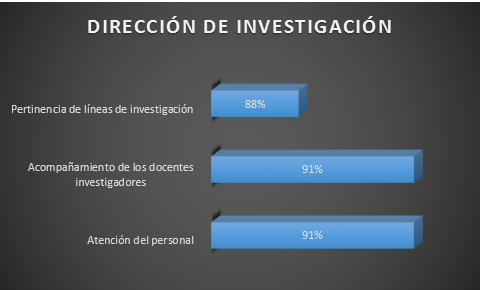 DIRECCIÓN DE INVESTIGACIÓN
Pertinencia de líneas de investigación
88%
Acompañamiento de los docentes
investigadores
91%
Atención del personal
91%